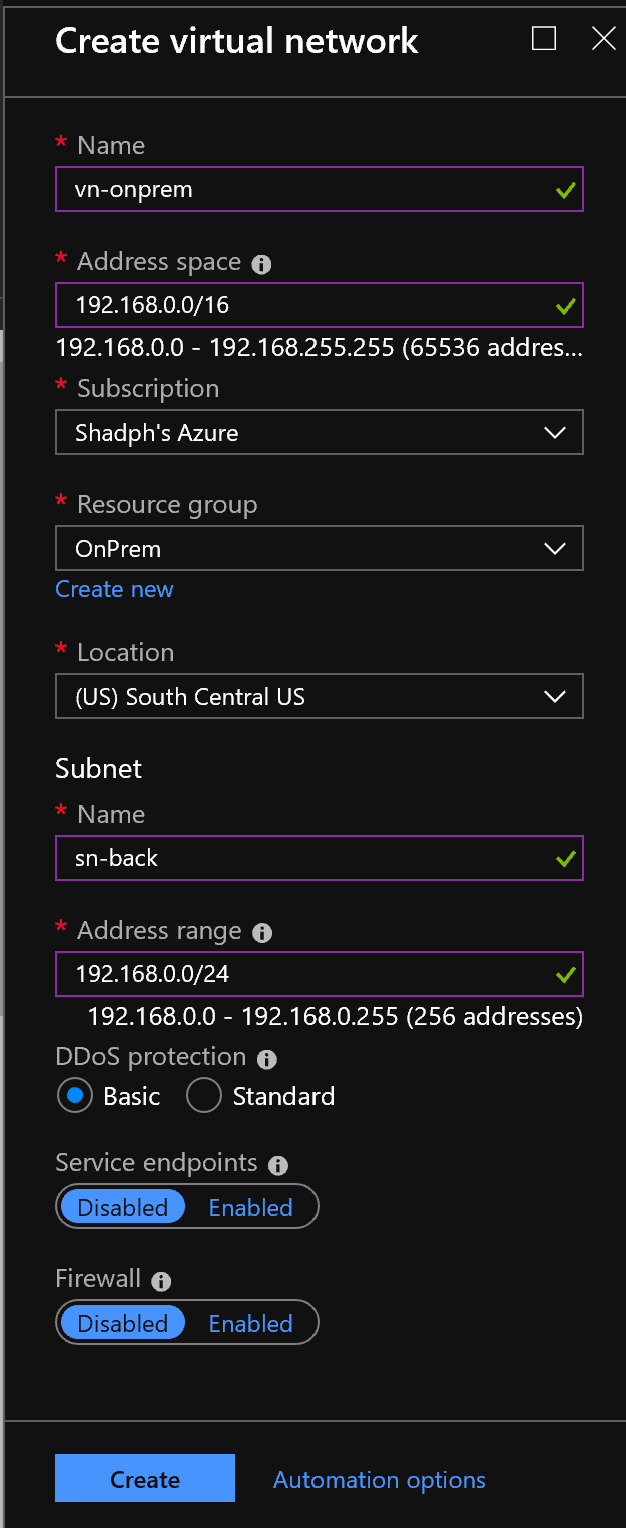 Create virtual network
* Name
vn-onprem
* Address space
192.168.0.0/16
192.168.0.0 - 192.168.255.255 (65536 addres...
* Subscription
Shadph's Azure
* Resource group
OnPrem
Create new
* Location
(US) South Central US
Subnet
* Name
sn-back
* Address range
192.168.0.0/24
192.168.0.0 - 192.168.0.255 (256 addresses)
DDoS protection
Basic Standard
Service endpoints
Disabled Enabled
Firewall
Disabled Enabled
Create Automation options